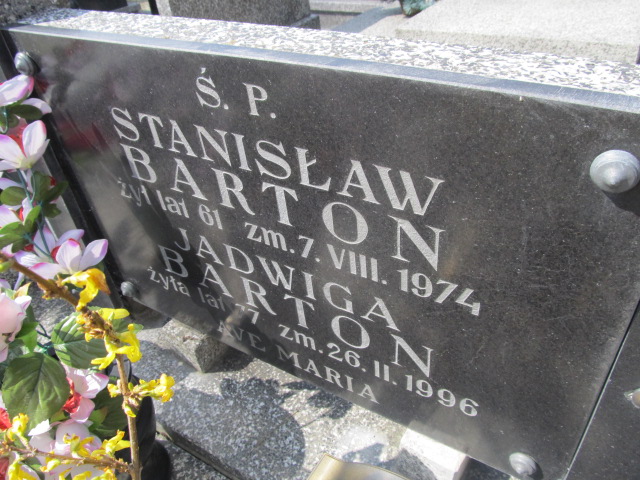 Ś. P.
STANISŁAW
BARTON
żył lat 61 zm. 7. VIII. 1974
JADWIGA
BARTON
żyła lat zm. 26. II. 1996
AVE MARIA